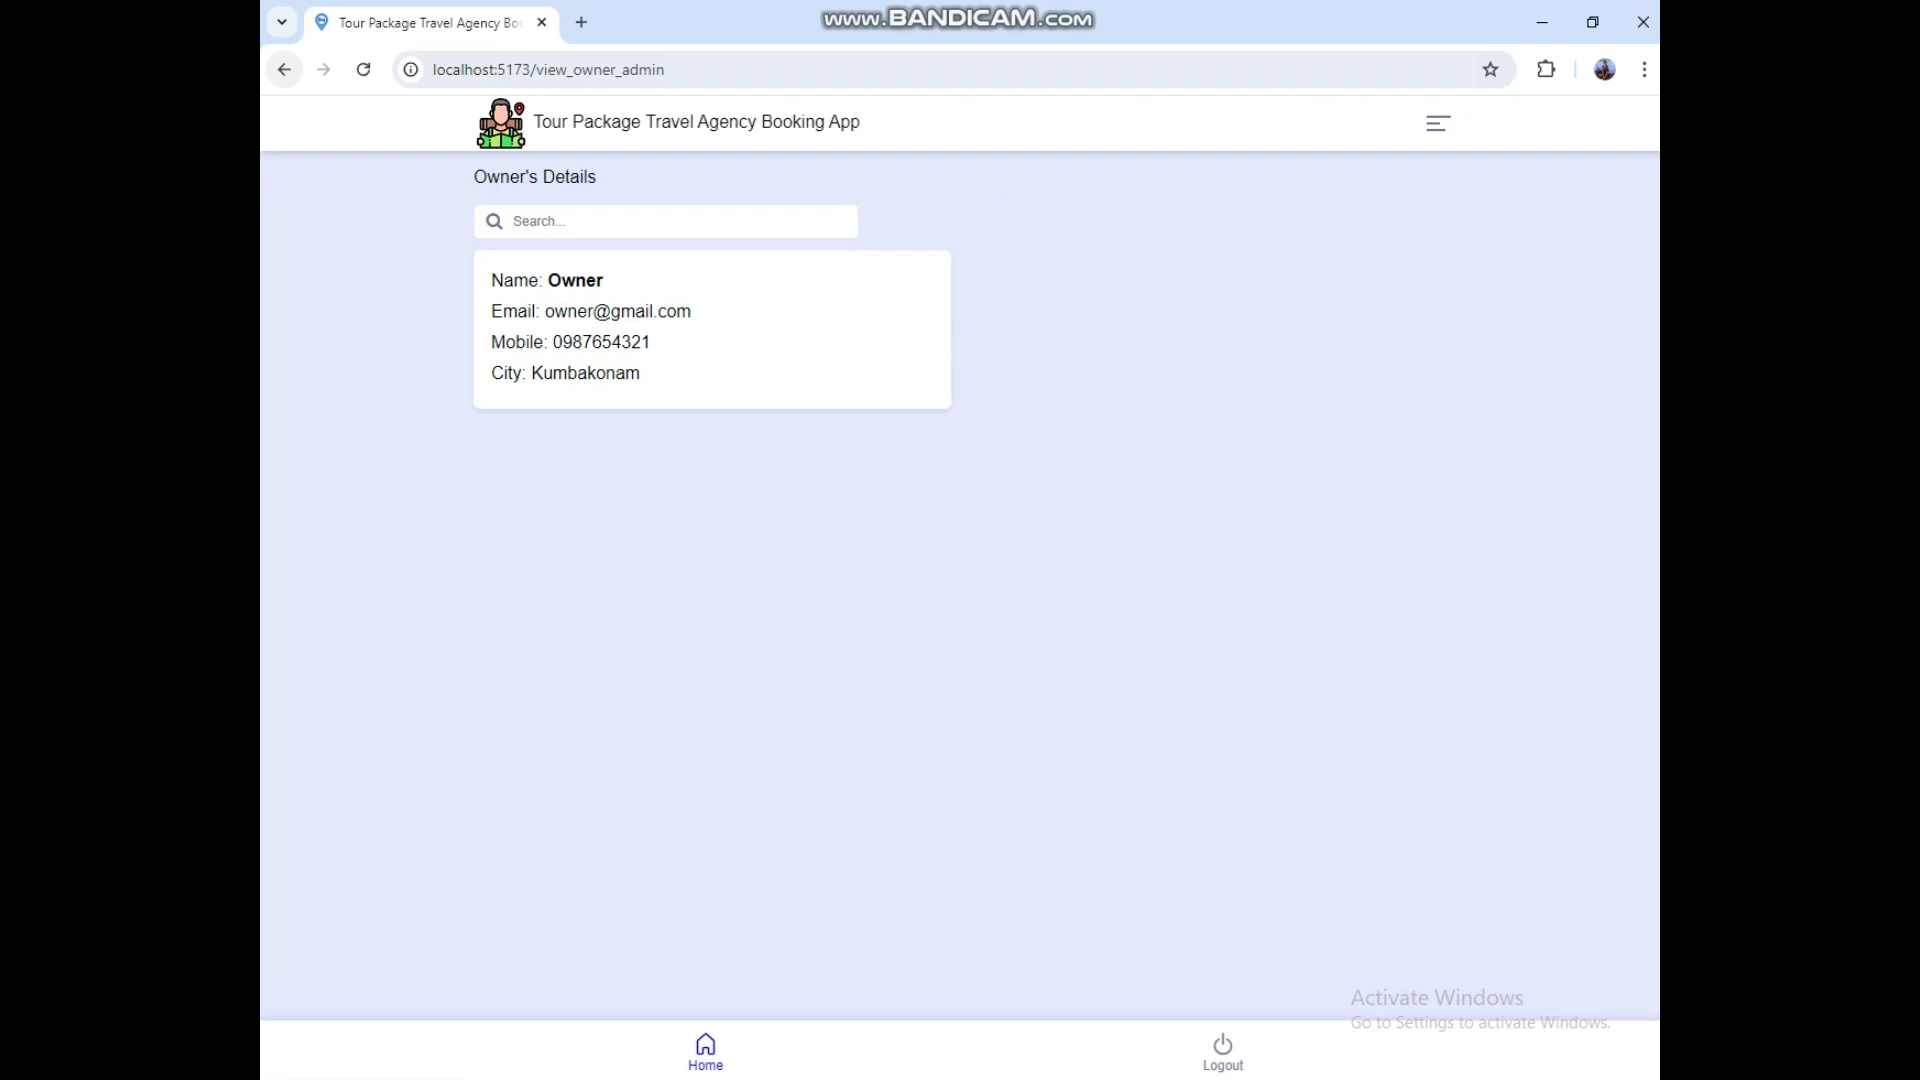 www.BANDICAM.com
Tour Package Travel Agency Boo
localhost:5173/view_owner_admin
Tour Package Travel Agency Booking App
Owner's Details
Search...
Name: Owner
Email: owner@gmail.com
Mobile: 0987654321
City: Kumbakonam
Activate Windows
Go to Settings to activate Windows.
Home
Logout